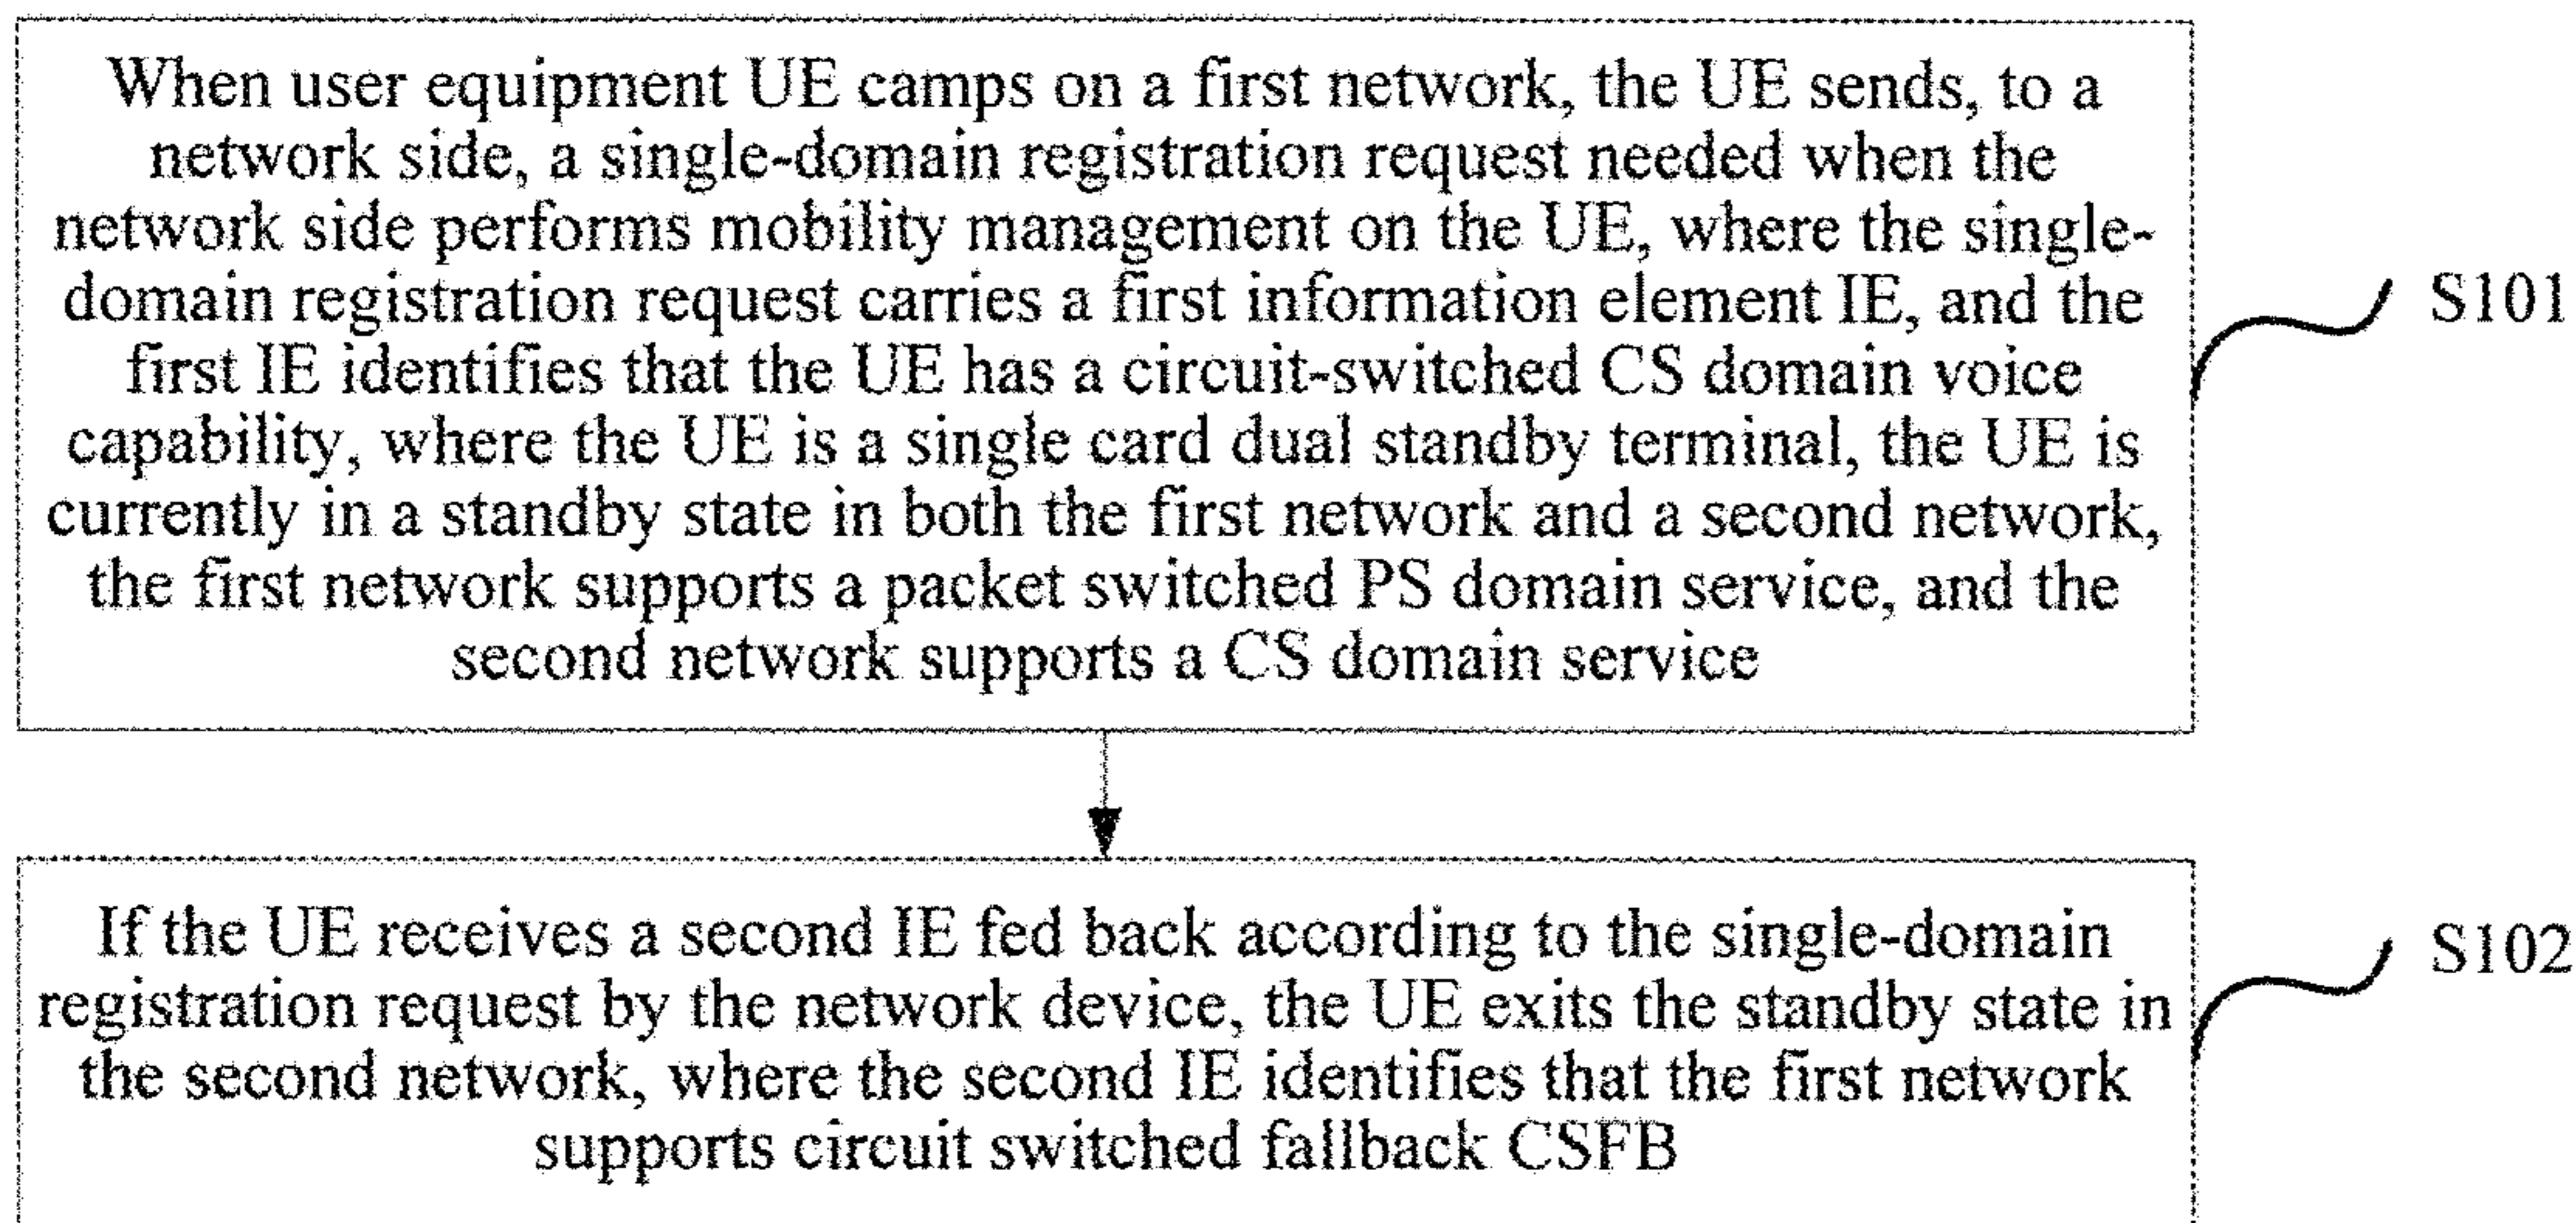 When user equipment UE camps on a first network, the UE sends, to a
network side, a single-domain registration request needed when the
network side performs mobility management on the UE, where the single-
domain registration request carries a first information element IE, and the
first IE identifies that the UE has a circuit-switched CS domain voice
capability, where the UE is a single card dual standby terminal, the UE is
currently in a standby state in both the first network and a second network,
the first network supports a packet switched PS domain service, and the
second network supports a CS domain service
S101
If the UE receives a second IE fed back according to the single-domain
registration request by the network device, the UE exits the standby state in
the second network, where the second IE identifies that the first network
supports circuit switched fallback CSFB
S102